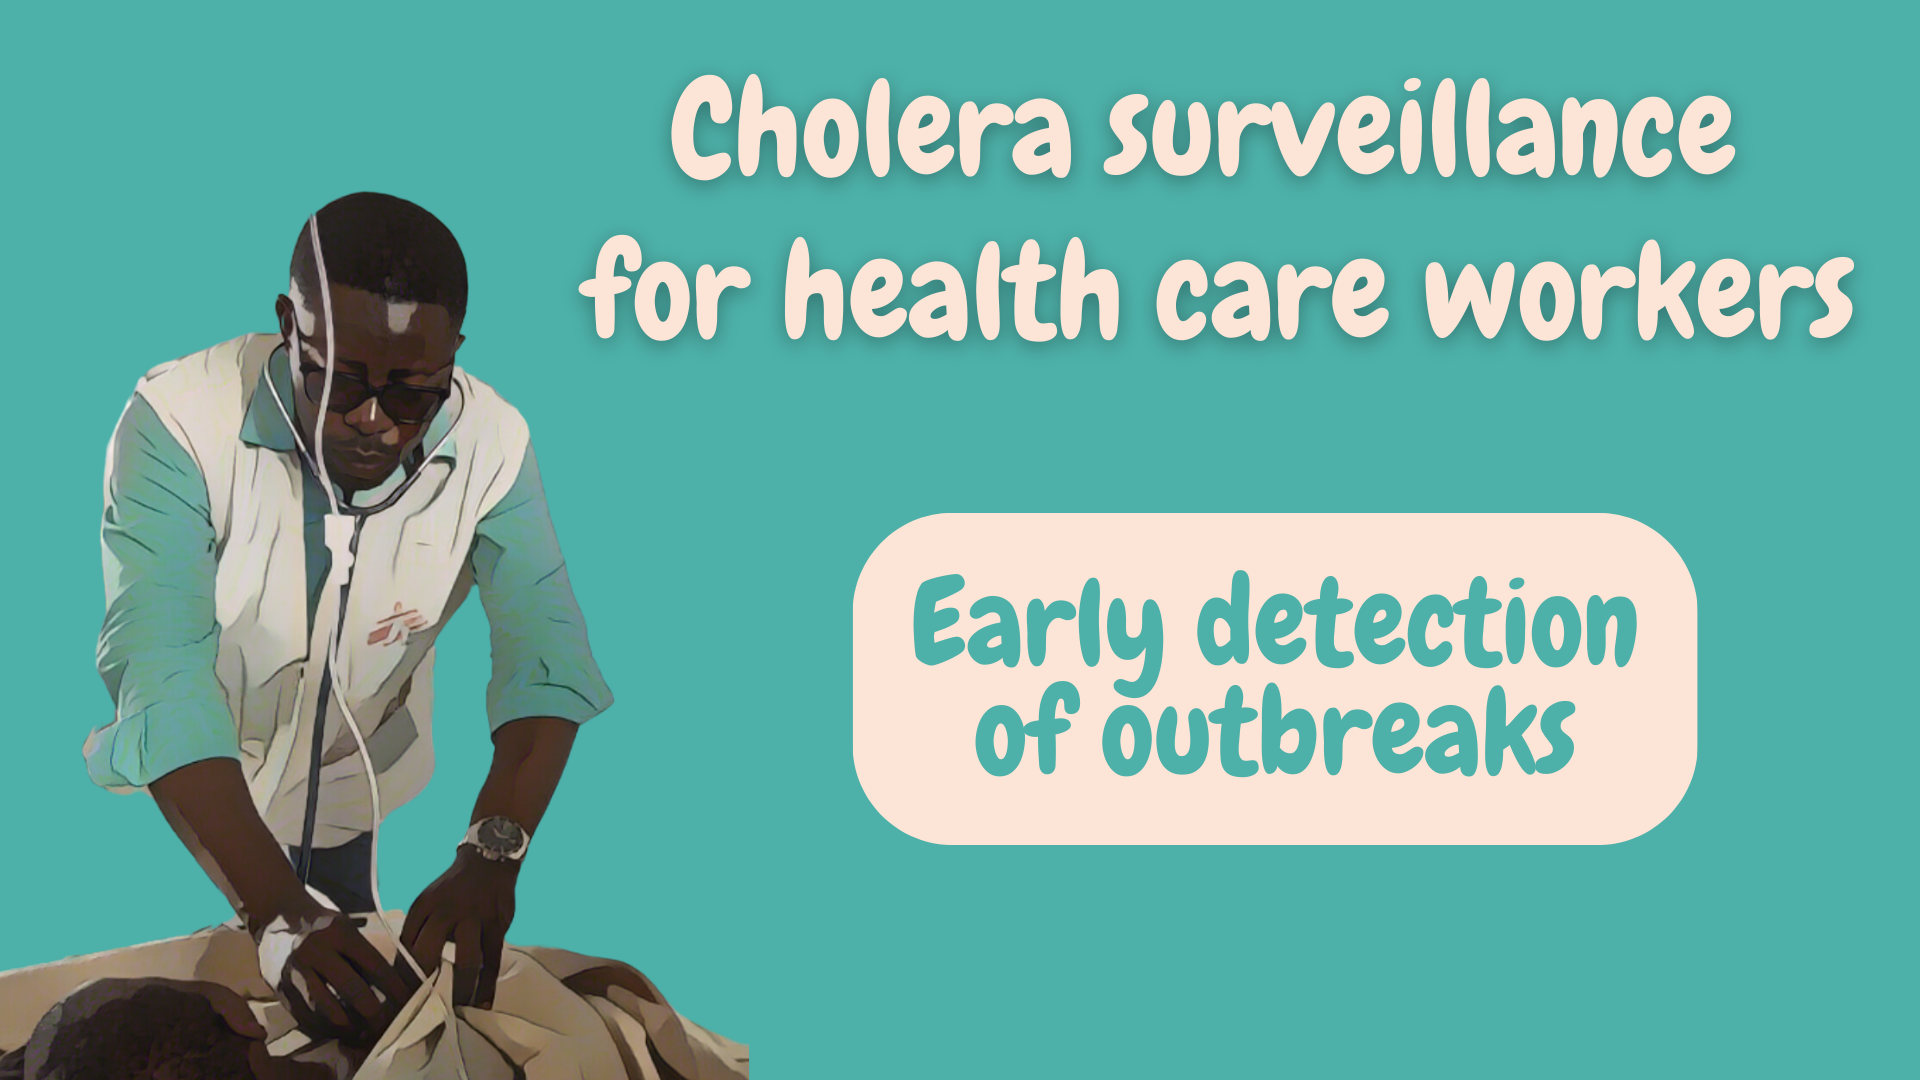 Cholera surveillance
for health care workers
Early detection
of outbreaks